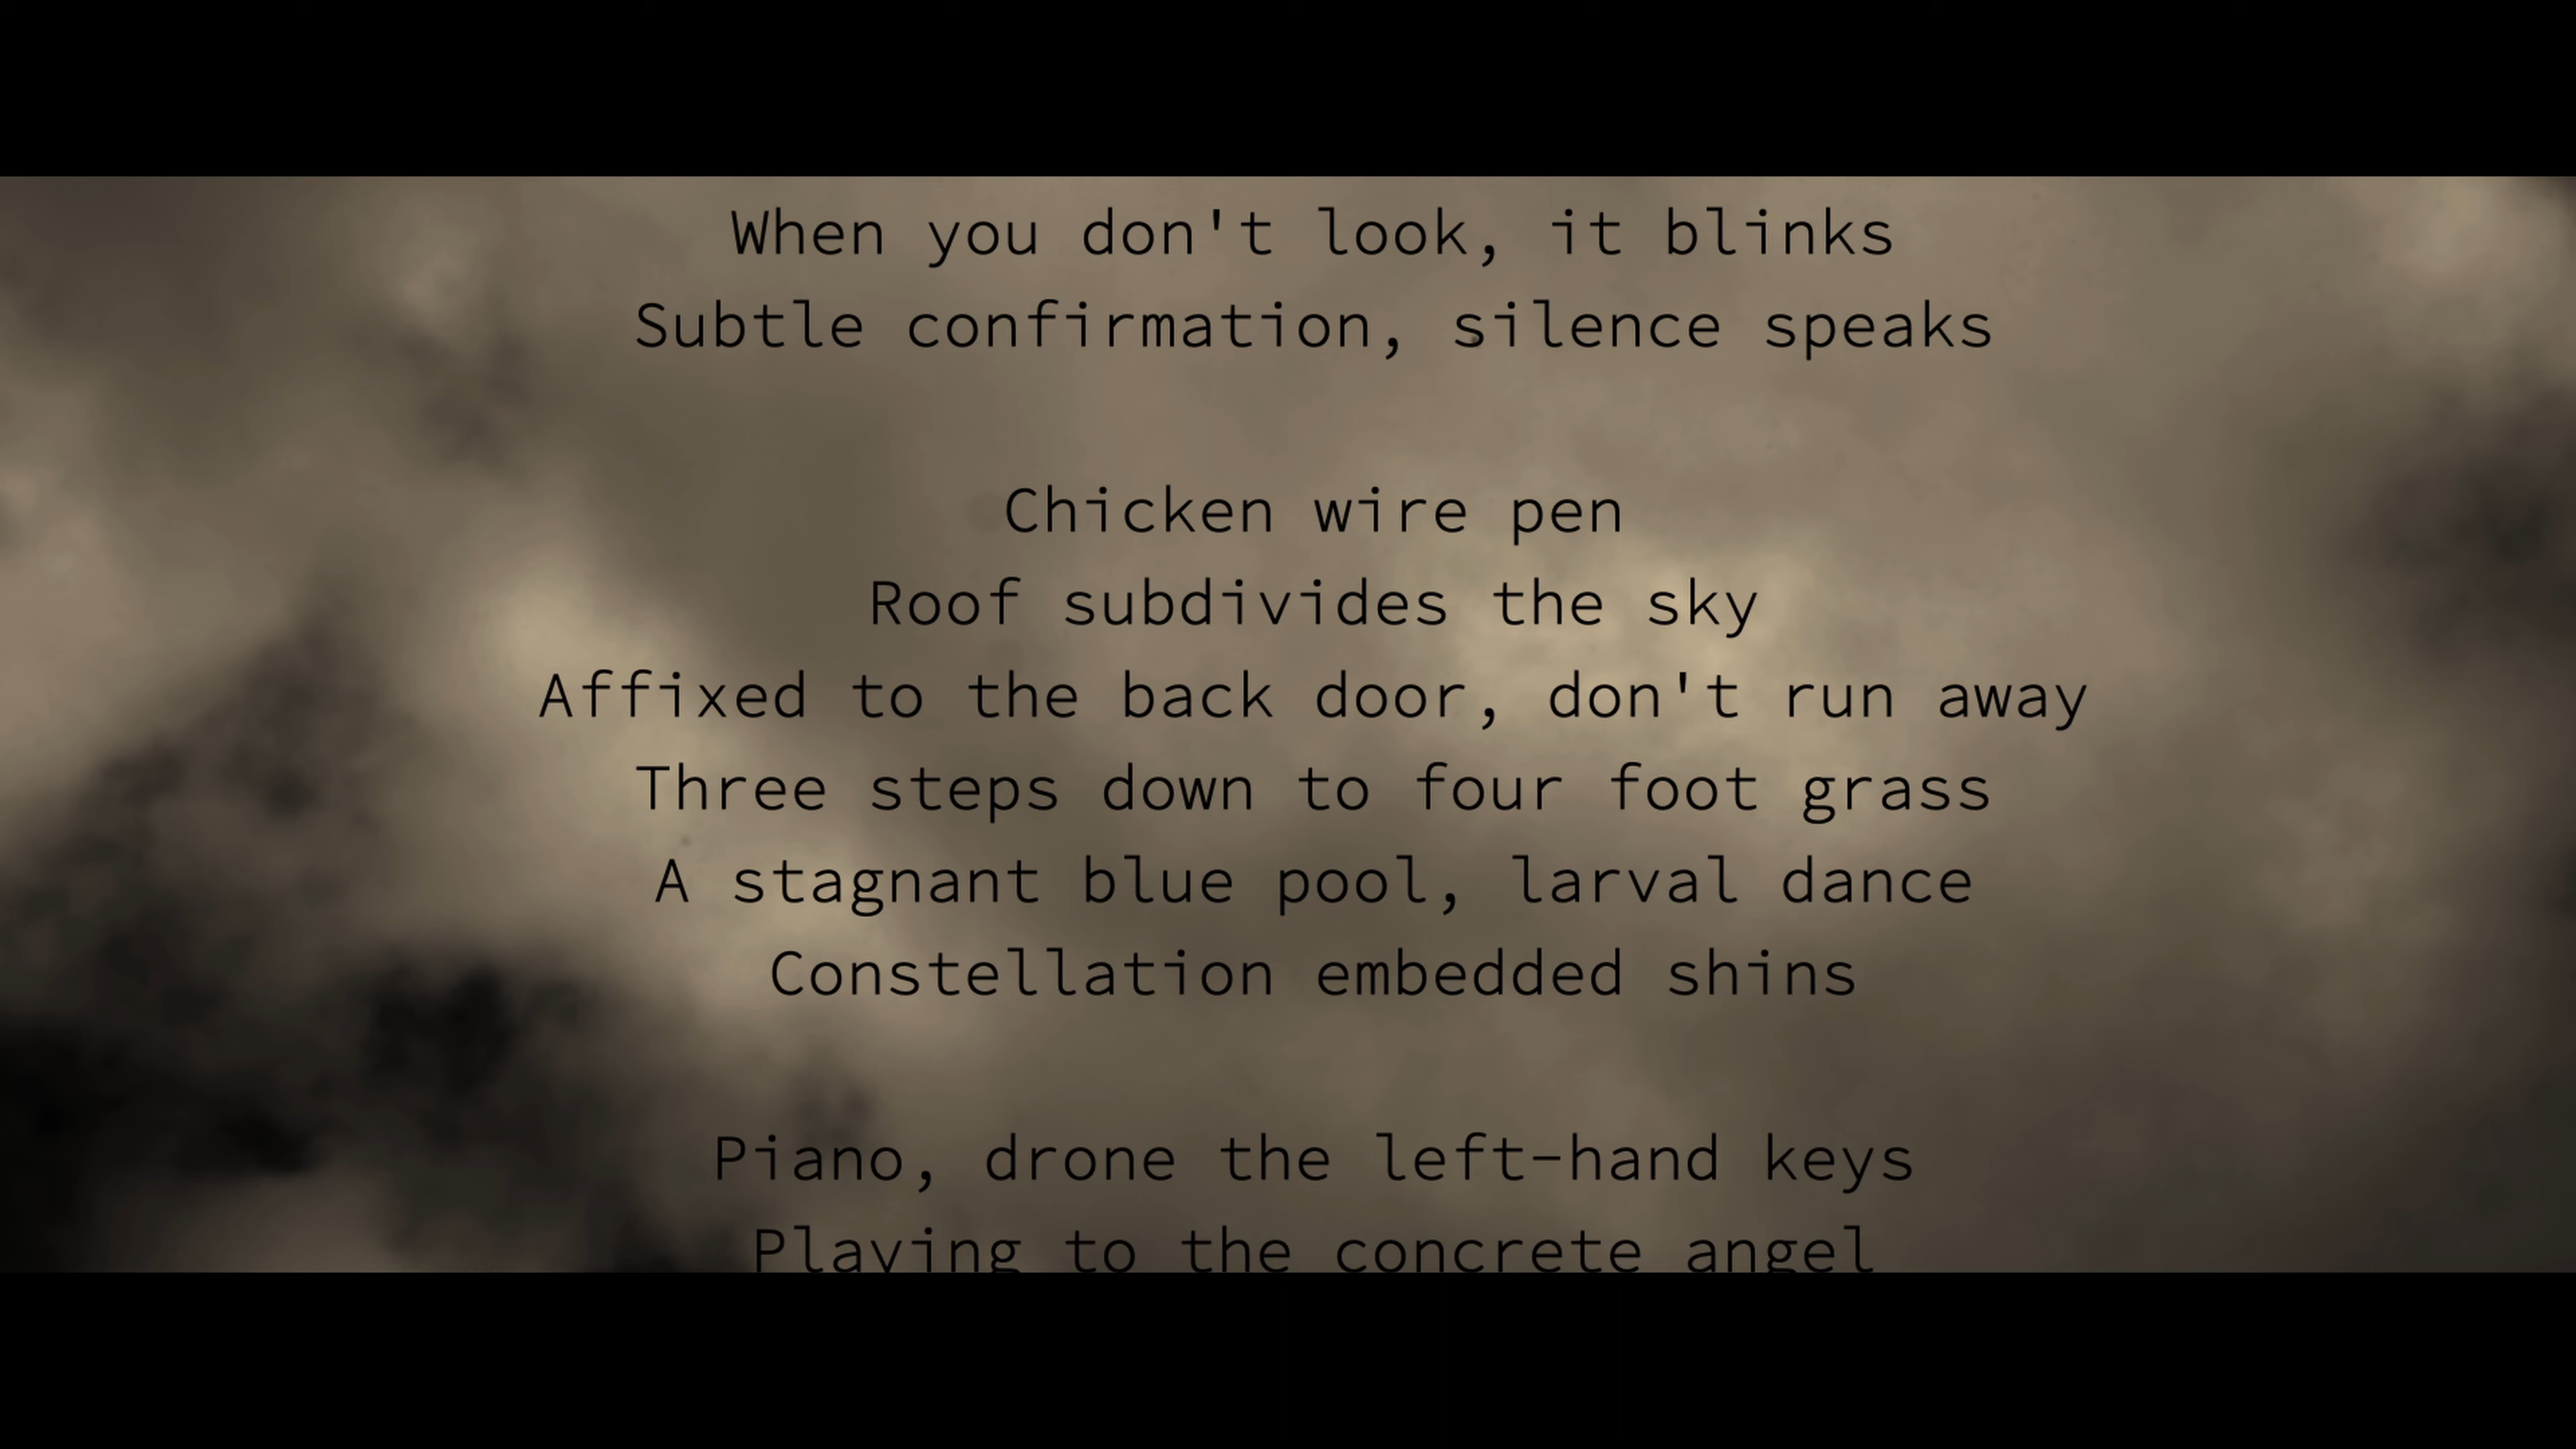 When you don't look, it blinks
Subtle confirmation, silence speaks
Chicken wire pen
Roof subdivides the sky
Affixed to the back door, don't run away
Three steps down to four foot grass
A stagnant blue pool, larval dance
Constellation embedded shins
Piano, drone the left-hand keys
Playing to the concrete angel